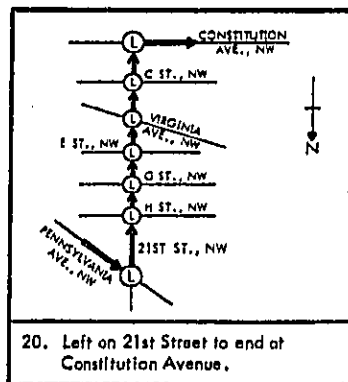 CONSTITUTION
AVE., NW
L
C ST., NW
L
VIRGINIA
AVE., NW
L
E ST., NW
L
G ST., NW
L
H ST., NW
L
PENNSYLVANIA
AVE., NW
21ST ST., NW
L
N
20. Left on 21st Street to end at
Constitution Avenue.